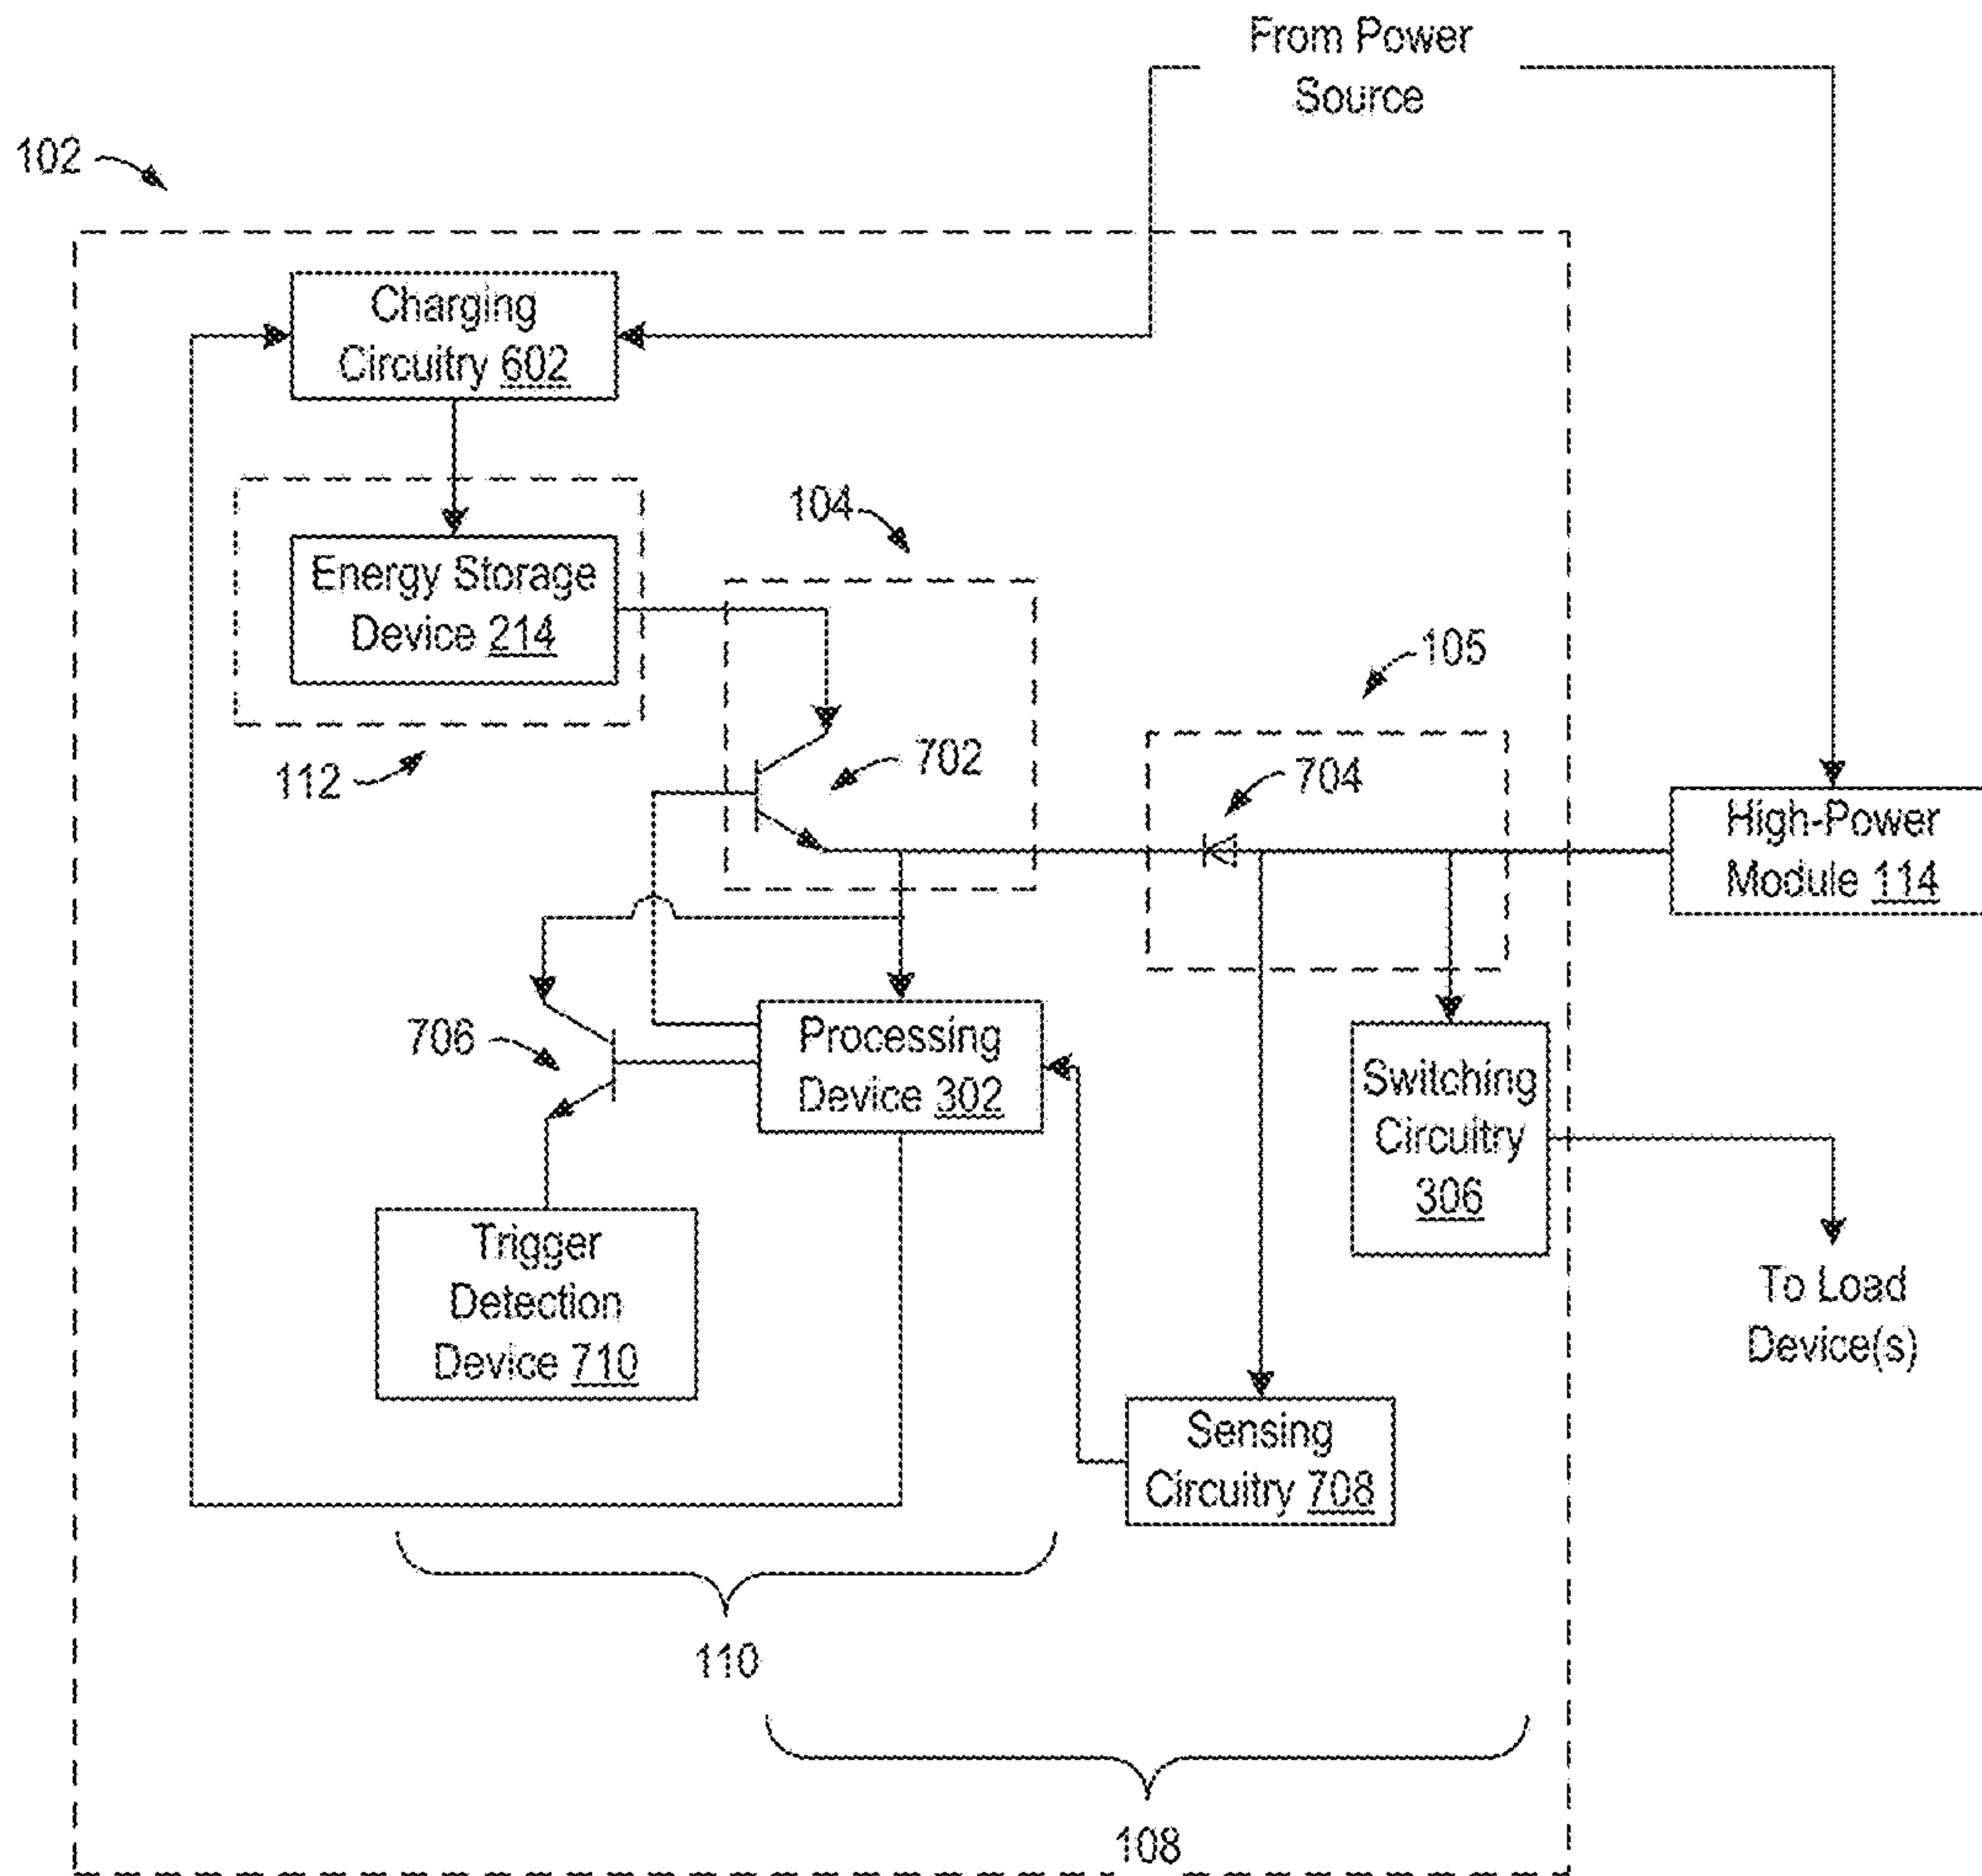 From Power
Source
102
Charging
Circuitry 602
104
Energy Storage
Device 214
105
112
702
704
High-Power
Module 114
706
Processing
Device 302
Switching
Circuitry
306
Trigger
Detection
Device 710
To Load
Device(s)
Sensing
Circuitry 708
110
108